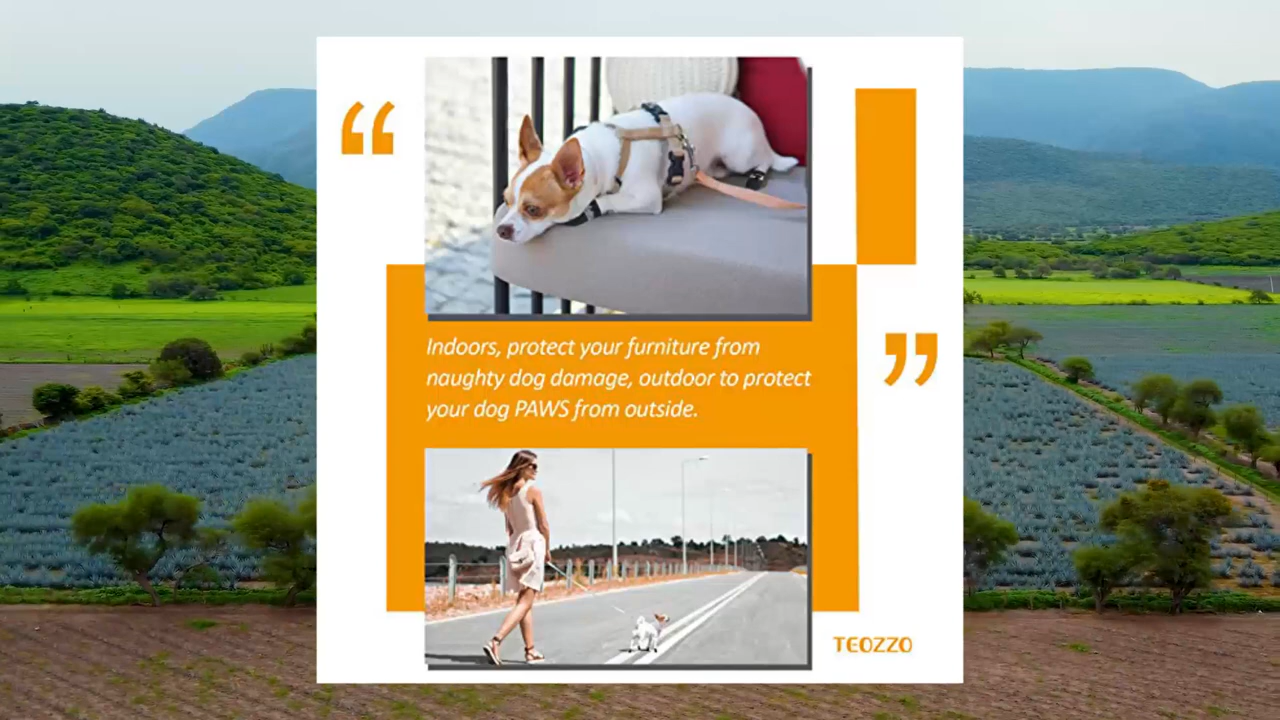 “
Indoors, protect your furniture from
naughty dog damage, outdoor to protect
your dog PAWS from outside.
”
TEOZZO